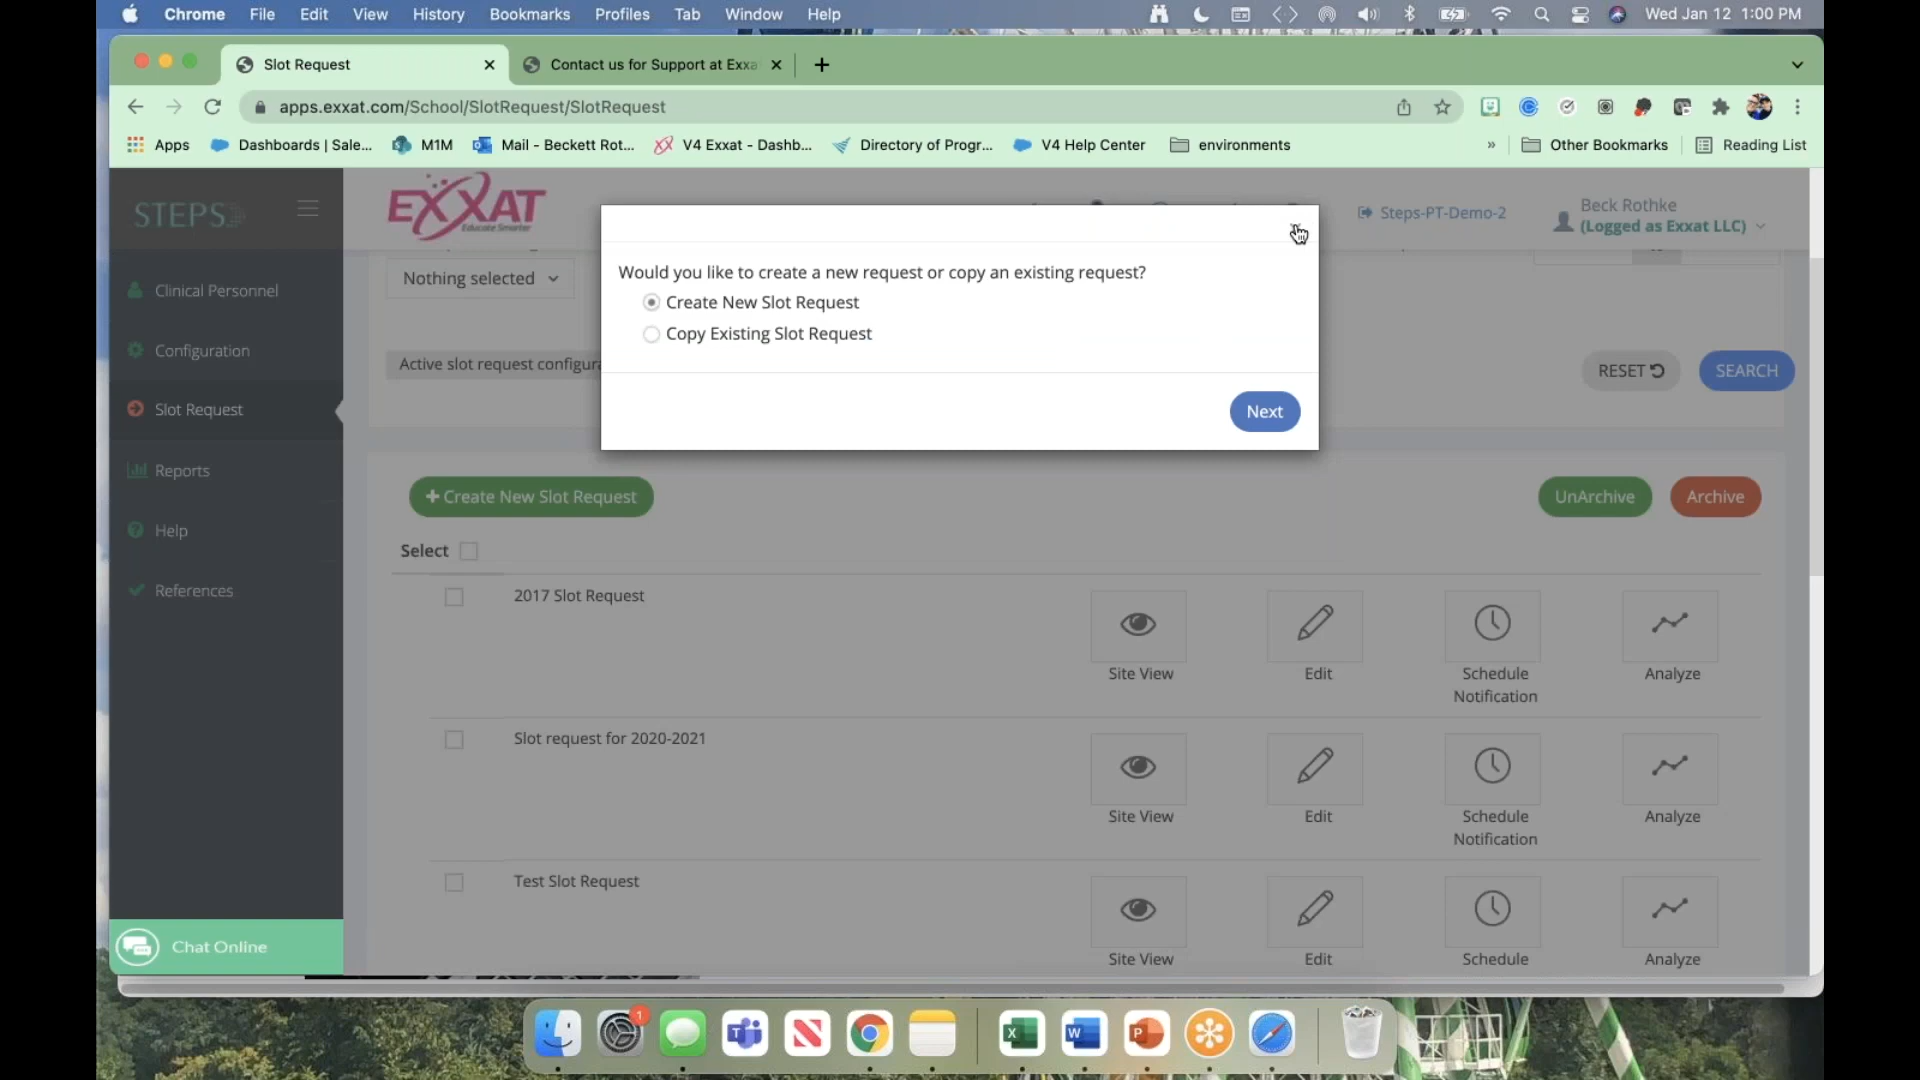 Chrome File Edit View History Bookmarks Profiles Tab Window Help Wed Jan 12 1:00 PM
Slot Request Contact us for Support at Exxa
apps.exxat.com/School/SlotRequest/SlotRequest
Apps Dashboards | Sale... M1M Mail - Beckett Rot... V4 Exxat - Dashb... Directory of Progr... V4 Help Center environments » Other Bookmarks Reading List
STEPS
EXXAT
Educate Smarter
Steps-PT-Demo-2
Beck Rothke
(Logged as Exxat LLC)
Clinical Personnel
Configuration
Slot Request
Reports
Help
References
Chat Online
Nothing selected
Active slot request configura
RESET
SEARCH
Would you like to create a new request or copy an existing request?
Create New Slot Request
Copy Existing Slot Request
Next
+ Create New Slot Request
UnArchive
Archive
Select
2017 Slot Request
Site View
Edit
Schedule
Notification
Analyze
Slot request for 2020-2021
Site View
Edit
Schedule
Notification
Analyze
Test Slot Request
Site View
Edit
Schedule
Analyze
1